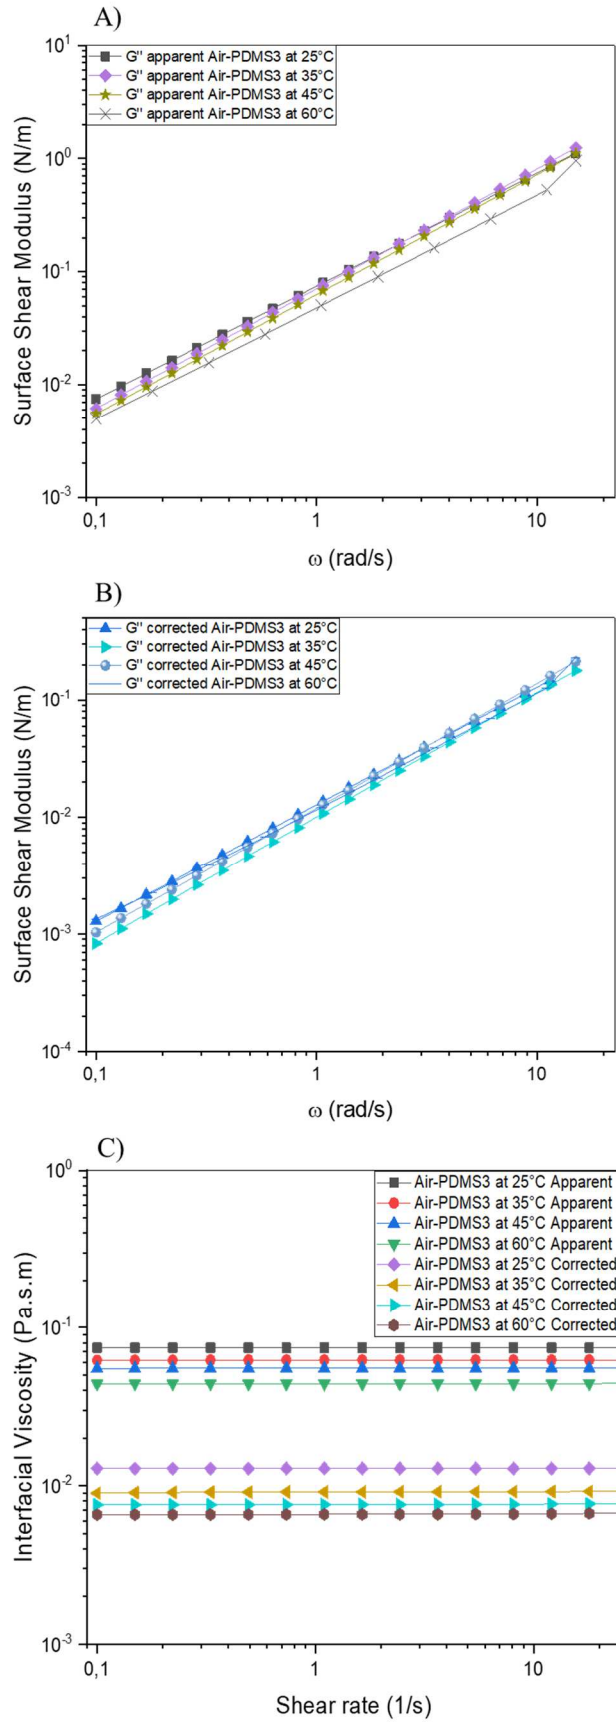 A)
G'' apparent Air-PDMS3 at 25°C
G'' apparent Air-PDMS3 at 35°C
G'' apparent Air-PDMS3 at 45°C
G'' apparent Air-PDMS3 at 60°C
10^1
10^0
10^-1
10^-2
10^-3
Surface Shear Modulus (N/m)
0,1
1
10
ω (rad/s)
B)
G'' corrected Air-PDMS3 at 25°C
G'' corrected Air-PDMS3 at 35°C
G'' corrected Air-PDMS3 at 45°C
G'' corrected Air-PDMS3 at 60°C
10^-1
10^-2
10^-3
10^-4
Surface Shear Modulus (N/m)
0,1
1
10
ω (rad/s)
C)
Air-PDMS3 at 25°C Apparent
Air-PDMS3 at 35°C Apparent
Air-PDMS3 at 45°C Apparent
Air-PDMS3 at 60°C Apparent
Air-PDMS3 at 25°C Corrected
Air-PDMS3 at 35°C Corrected
Air-PDMS3 at 45°C Corrected
Air-PDMS3 at 60°C Corrected
10^0
10^-1
10^-2
10^-3
Interfacial Viscosity (Pa.s.m)
0,1
1
10
Shear rate (1/s)